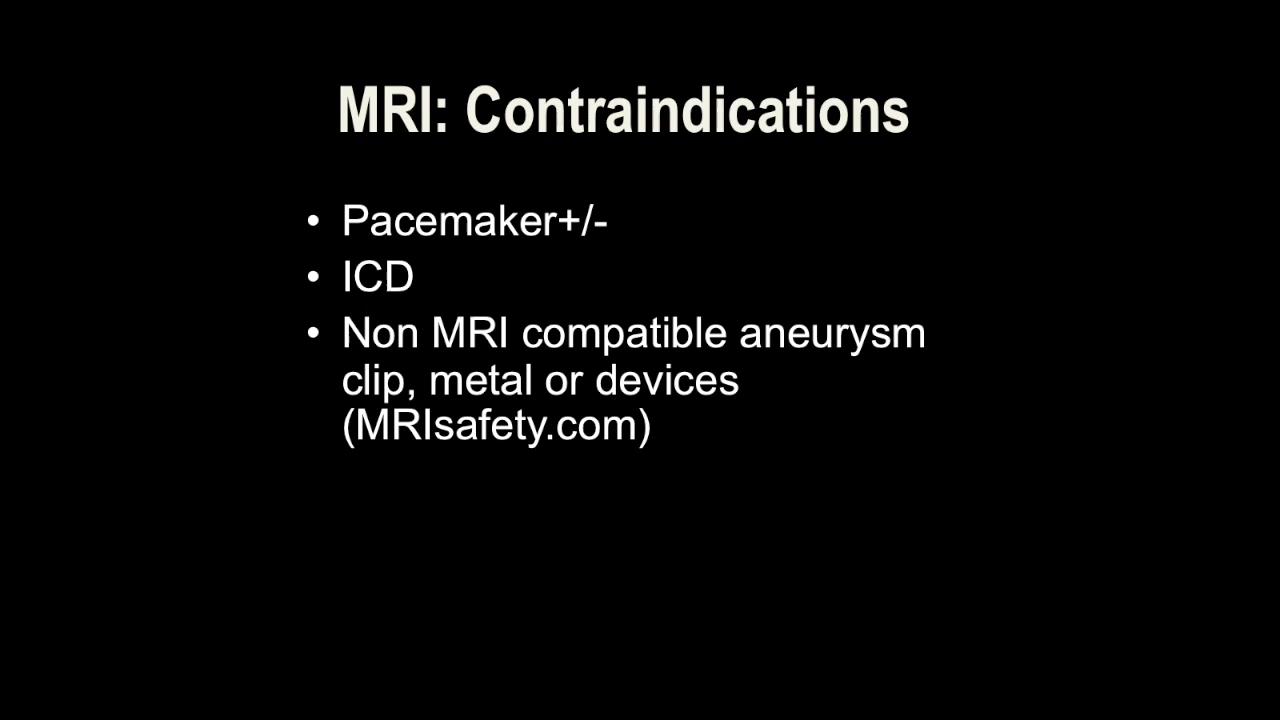 MRI: Contraindications
• Pacemaker+/-
• ICD
• Non MRI compatible aneurysm
clip, metal or devices
(MRIsafety.com)